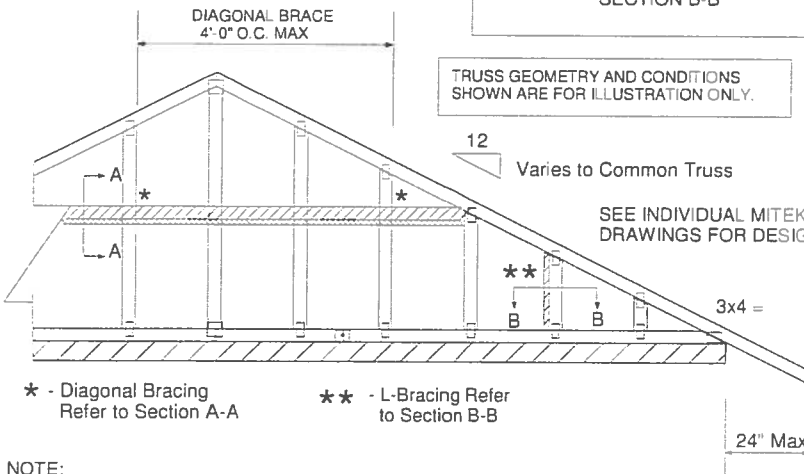 SECTION B-B
DIAGONAL BRACE
4'-0" O.C. MAX
TRUSS GEOMETRY AND CONDITIONS
SHOWN ARE FOR ILLUSTRATION ONLY.
12
Varies to Common Truss
A
*
*
SEE INDIVIDUAL MITEK
DRAWINGS FOR DESIG
A
**
B
B
3x4 =
* - Diagonal Bracing
Refer to Section A-A
** - L-Bracing Refer
to Section B-B
24" Max
NOTE: